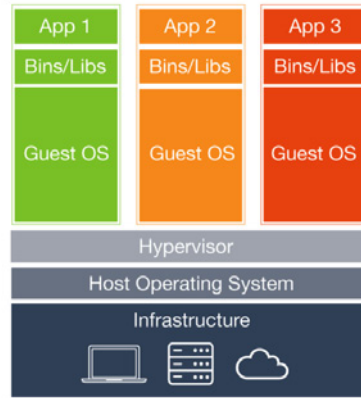 App 1 App 2 App 3
Bins/Libs Bins/Libs Bins/Libs
Guest OS Guest OS Guest OS
Hypervisor
Host Operating System
Infrastructure